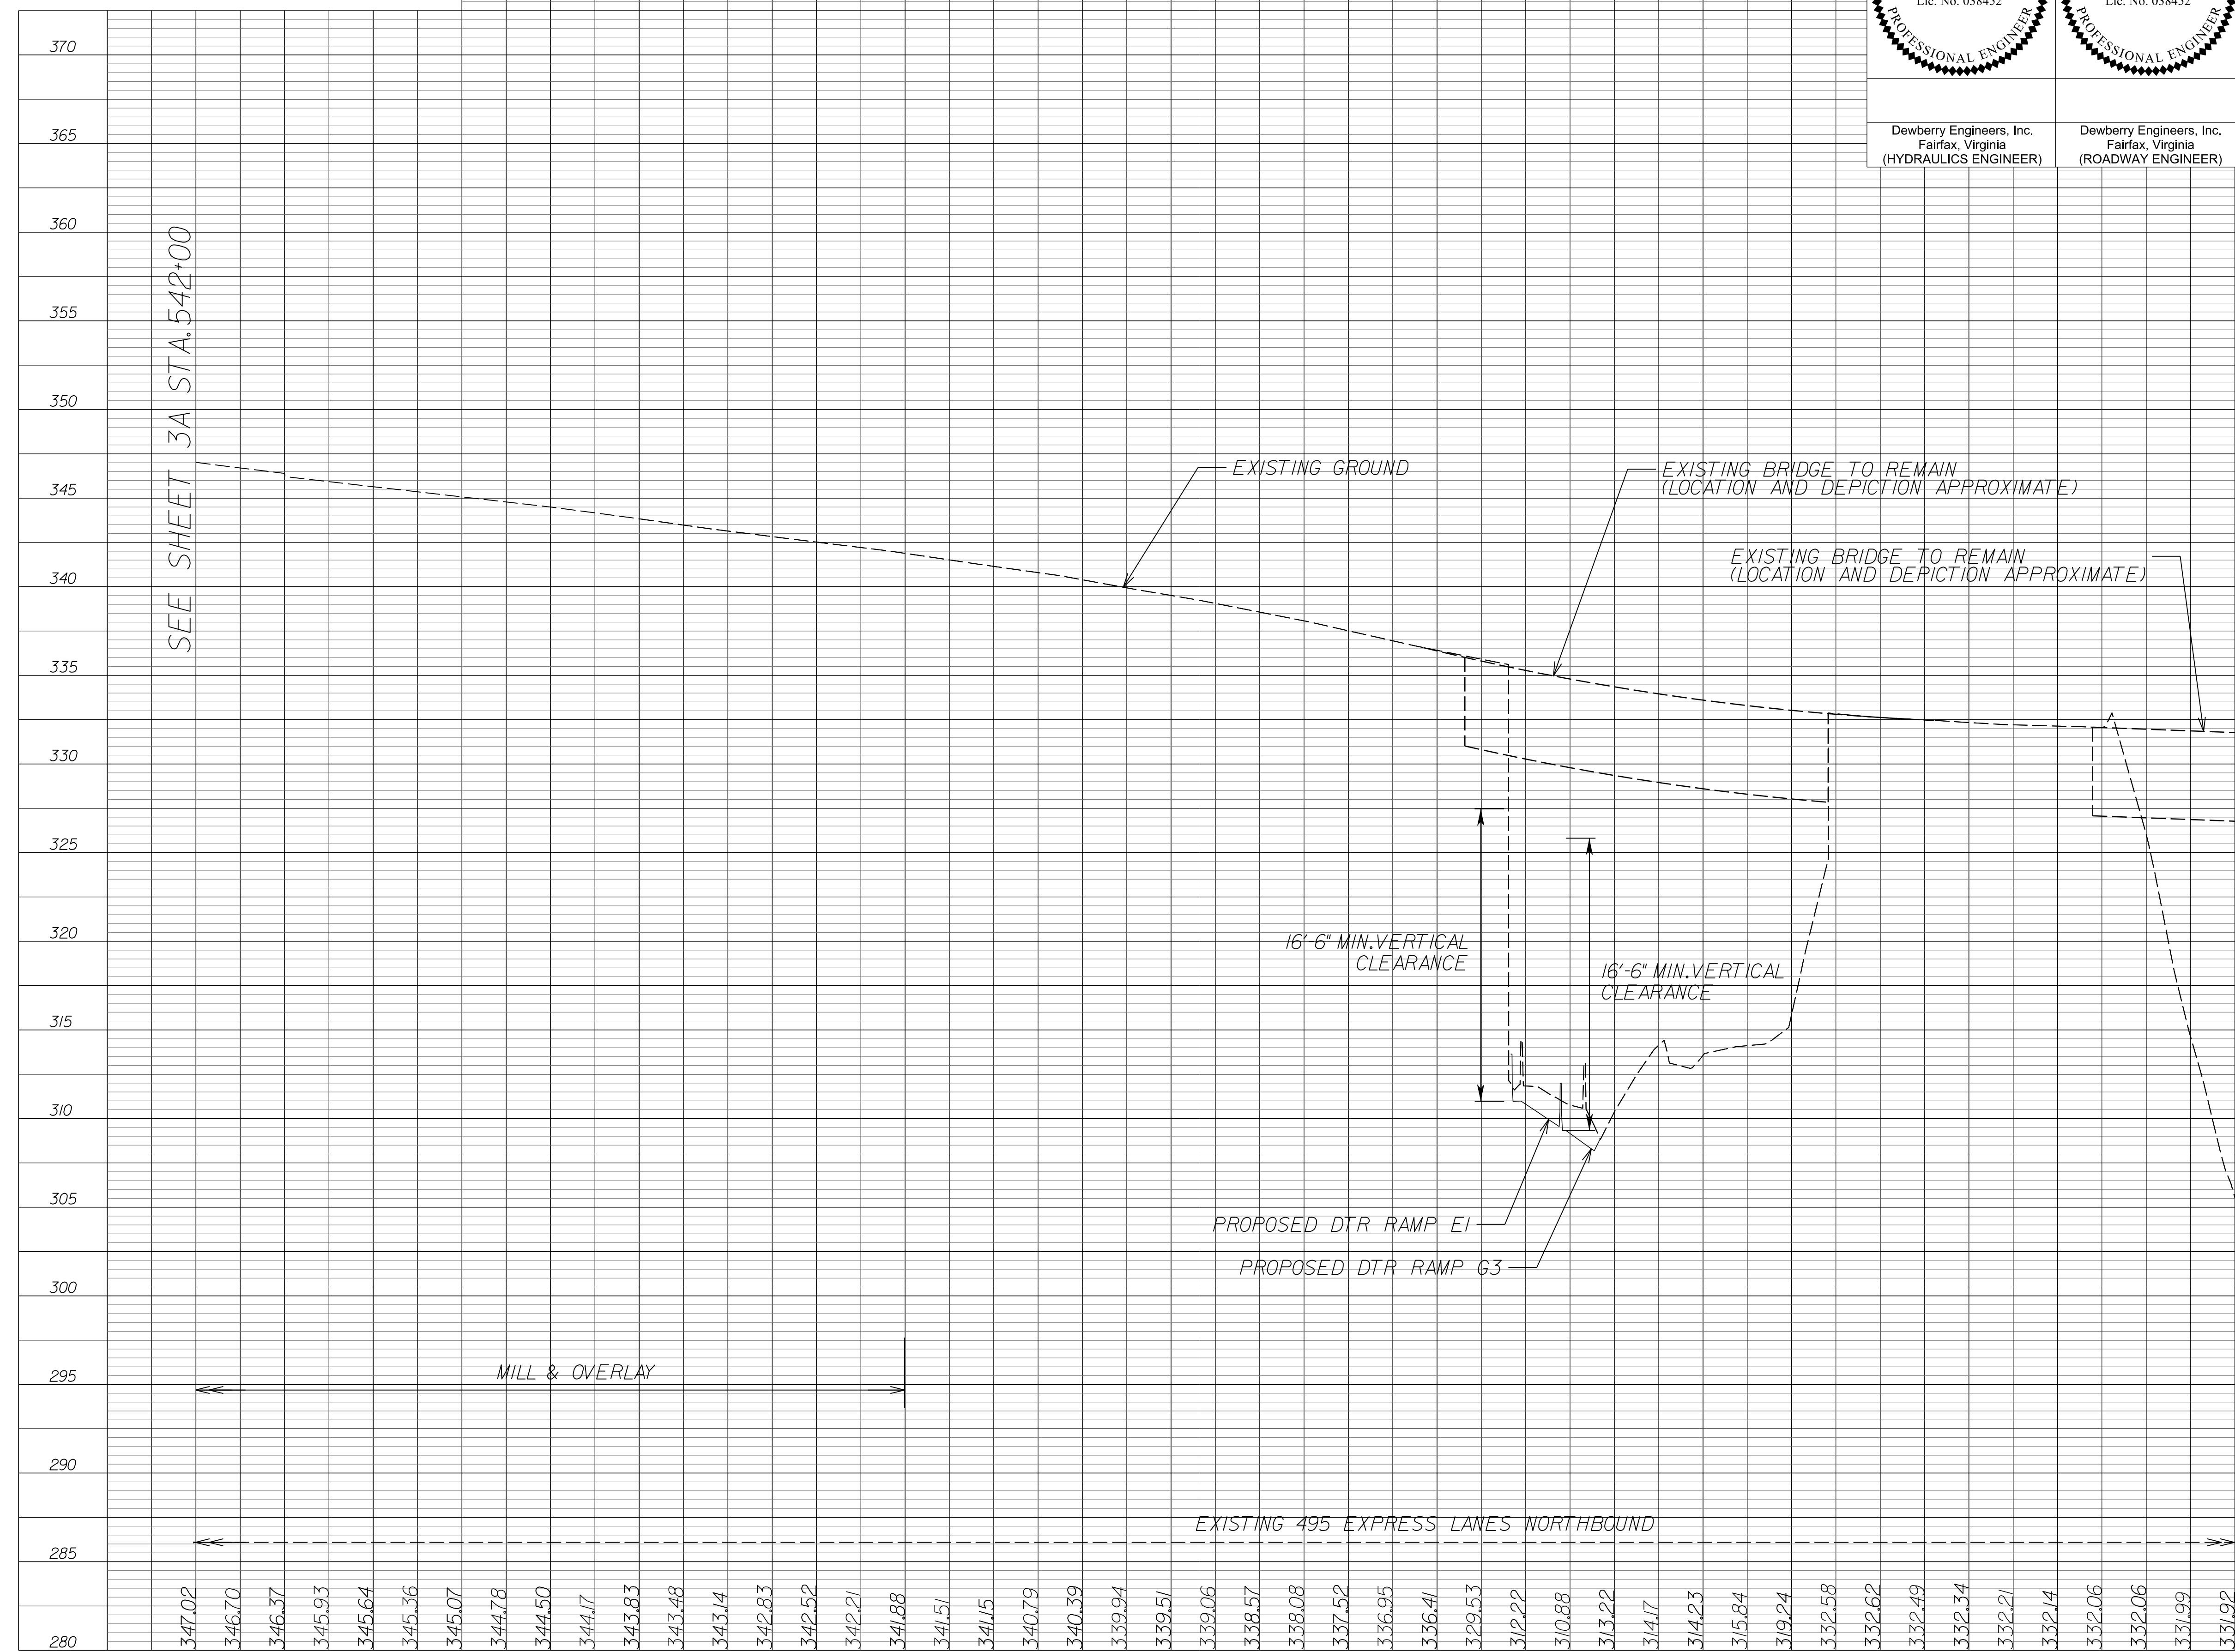 Lic. No. 038452
PROFESSIONAL ENGINEER
Lic. No. 038452
PROFESSIONAL ENGINEER
Dewberry Engineers, Inc.
Fairfax, Virginia
(HYDRAULICS ENGINEER)
Dewberry Engineers, Inc.
Fairfax, Virginia
(ROADWAY ENGINEER)
370
365
360
355
350
345
340
335
330
325
320
315
310
305
300
295
290
285
280
SEE SHEET 3A STA. 542+00
EXISTING GROUND
EXISTING BRIDGE TO REMAIN
(LOCATION AND DEPICTION APPROXIMATE)
EXISTING BRIDGE TO REMAIN
(LOCATION AND DEPICTION APPROXIMATE)
16'-6" MIN. VERTICAL
CLEARANCE
16'-6" MIN. VERTICAL
CLEARANCE
PROPOSED DTR RAMP E1
PROPOSED DTR RAMP G3
MILL & OVERLAY
EXISTING 495 EXPRESS LANES NORTHBOUND
347.02
346.70
346.37
345.93
345.64
345.36
345.07
344.78
344.50
344.17
343.83
343.48
343.14
342.83
342.52
342.21
341.88
341.51
341.15
340.79
340.39
339.94
339.51
339.06
338.57
338.08
337.52
336.95
336.41
329.53
312.22
310.88
313.22
314.17
314.23
315.84
319.24
332.58
332.62
332.49
332.34
332.21
332.14
332.06
332.06
331.99
331.92